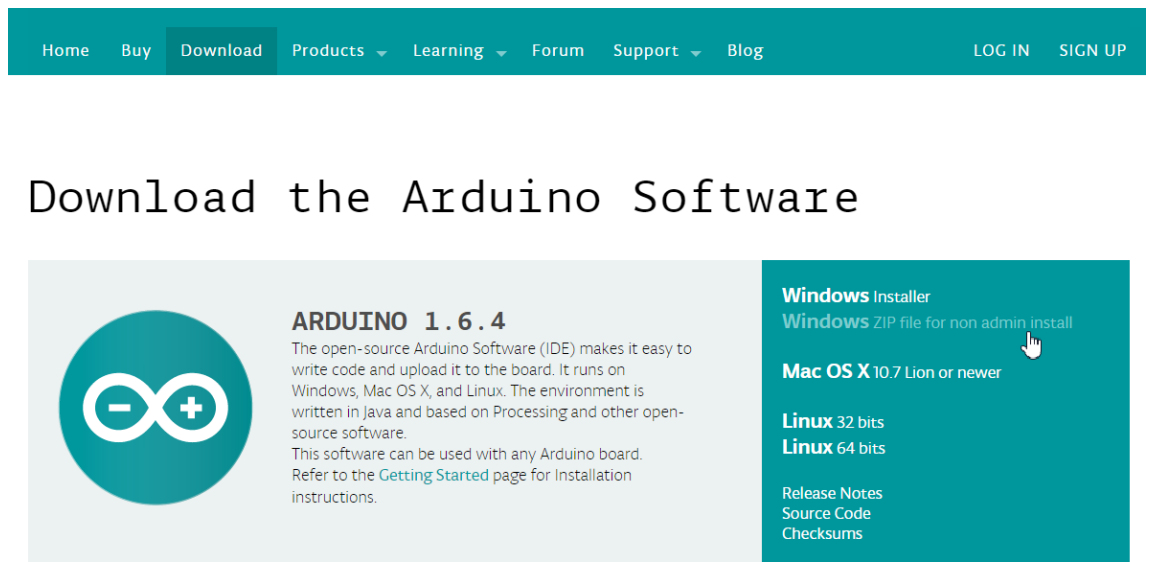 Home Buy Download Products Learning Forum Support Blog LOG IN SIGN UP
Download the Arduino Software
ARDUINO 1.6.4
The open-source Arduino Software (IDE) makes it easy to
write code and upload it to the board. It runs on
Windows, Mac OS X, and Linux. The environment is
written in Java and based on Processing and other open-
source software.
This software can be used with any Arduino board.
Refer to the Getting Started page for Installation
instructions.
Windows Installer
Windows ZIP file for non admin install
Mac OS X 10.7 Lion or newer
Linux 32 bits
Linux 64 bits
Release Notes
Source Code
Checksums